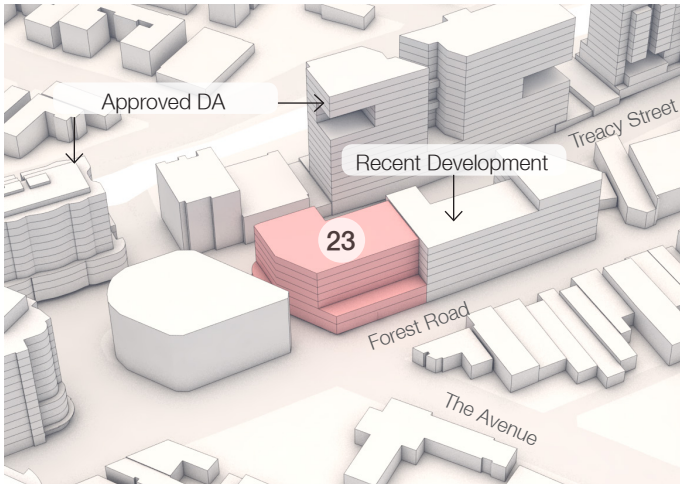 Approved DA
Treacy Street
Recent Development
23
Forest Road
The Avenue